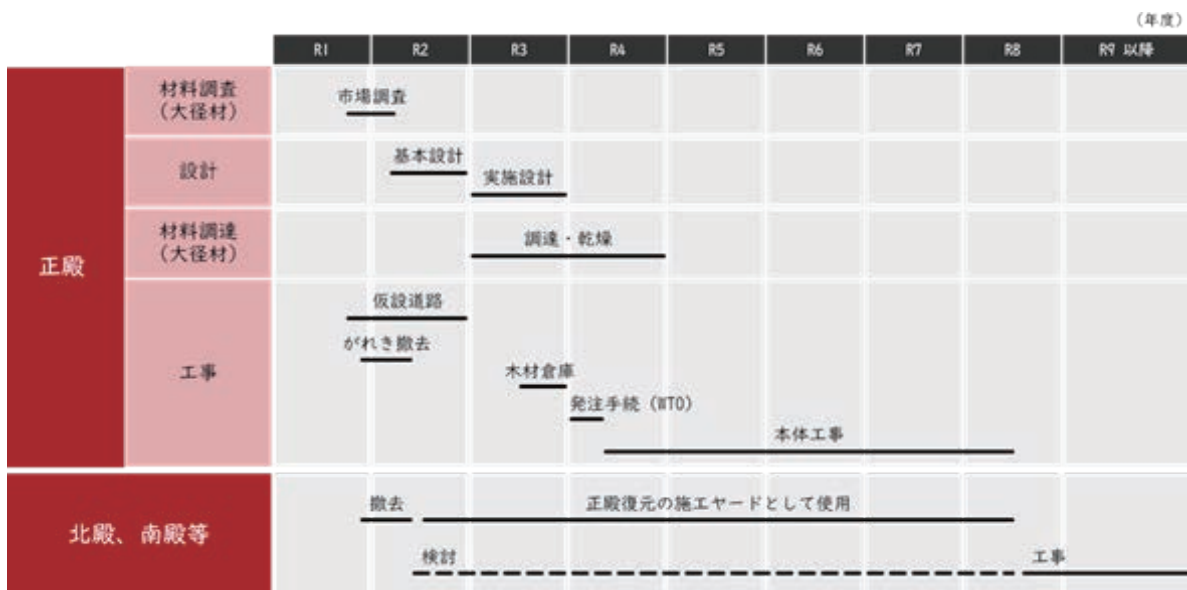 （年度）
R1 R2 R3 R4 R5 R6 R7 R8 R9 以降
正殿
材料調査
（大径材）
市場調査
設計
基本設計
実施設計
材料調達
（大径材）
調達・乾燥
工事
仮設道路
がれき撤去
木材倉庫
発注手続（WTO）
本体工事
北殿、南殿等
撤去
正殿復元の施工ヤードとして使用
検討
工事